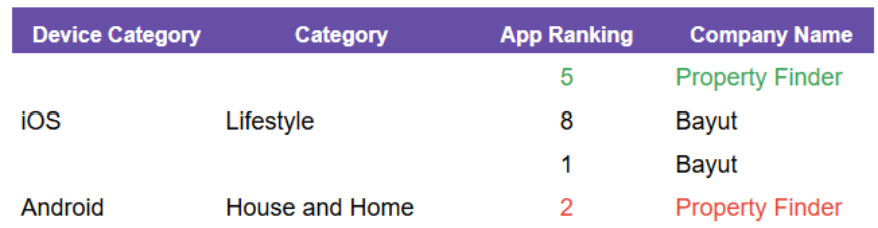 Device Category Category App Ranking Company Name
5 Property Finder
iOS Lifestyle 8 Bayut
1 Bayut
Android House and Home 2 Property Finder